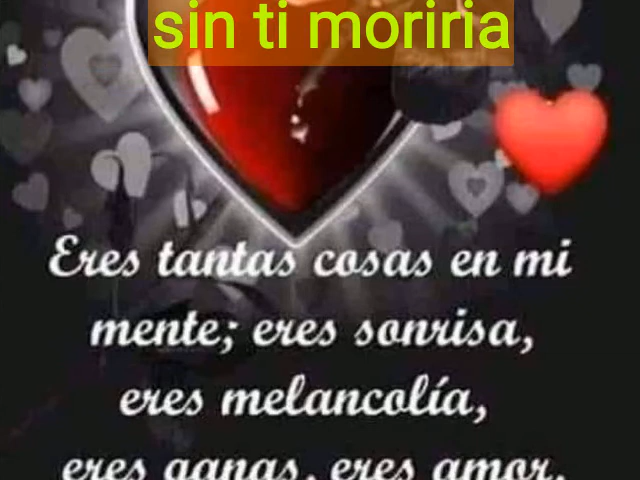 sin ti moriria
Eres tantas cosas en mi
mente; eres sonrisa,
eres melancolía,
eres ganas, eres amor.